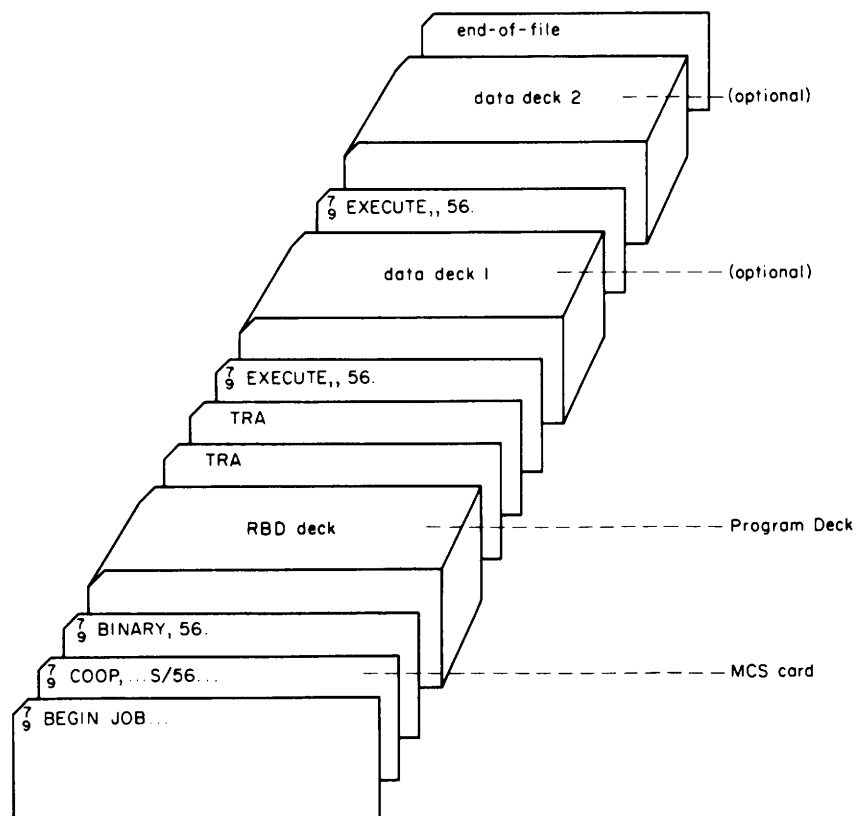 end-of-file
data deck 2 (optional)
7
9 EXECUTE,, 56.
data deck 1 (optional)
7
9 EXECUTE,, 56.
TRA
TRA
RBD deck Program Deck
7
9 BINARY, 56.
7
9 COOP, ...S/56... MCS card
7
9 BEGIN JOB...